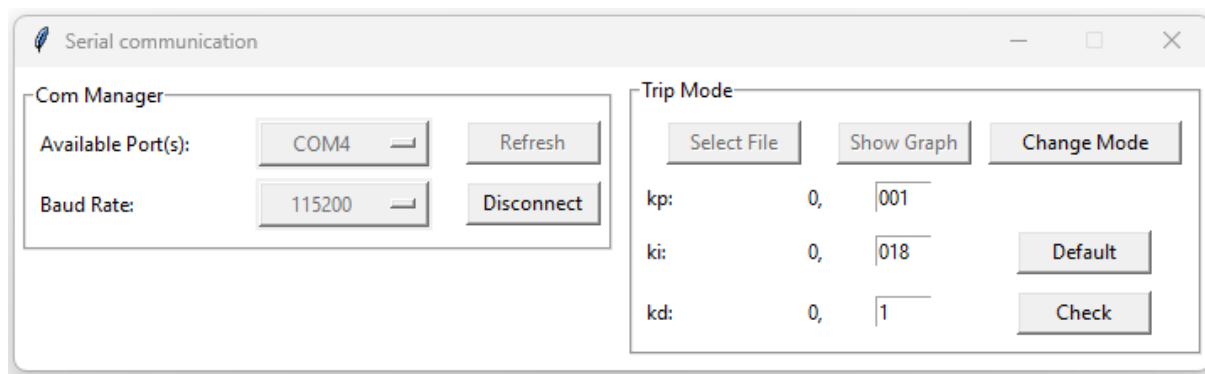 Serial communication
Com Manager
Available Port(s): COM4 Refresh
Baud Rate: 115200 Disconnect
Trip Mode
Select File Show Graph Change Mode
kp: 0, 001
ki: 0, 018 Default
kd: 0, 1 Check